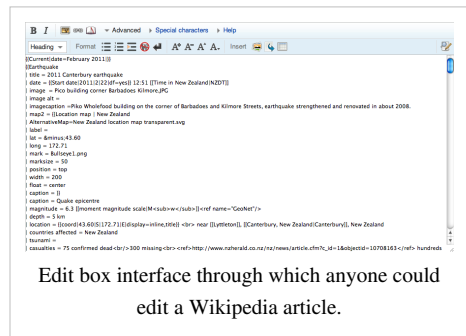 B I Advanced Special characters Help
Heading Format A A A A Insert
{{Current|date=February 2011}}
{{Earthquake
| title = 2011 Canterbury earthquake
| date = {{Start date|2011|2|22|df=yes}} 12:51 [[Time in New Zealand|NZDT]]
| image = Pico building corner Barbadoes Kilmore.JPG
| image alt =
| imagecaption =Piko Wholefood building on the corner of Barbadoes and Kilmore Streets, earthquake strengthened and renovated in about 2008.
| map2 = {{Location map | New Zealand
| AlternativeMap=New Zealand location map transparent.svg
| label =
| lat = &minus;43.60
| long = 172.71
| mark = Bullseye1.png
| marksize = 50
| position = top
| width = 200
| float = center
| caption = }}
| caption = Quake epicentre
| magnitude = 6.3 [[moment magnitude scale|M<sub>w</sub>]]<ref name="GeoNet"/>
| depth = 5 km
| location = {{coord|43.60|S|172.71|E|display=inline,title}} <br> near [[Lyttleton]], [[Canterbury, New Zealand|Canterbury]], New Zealand
| countries affected = New Zealand
| tsunami =
| casualties = 75 confirmed dead<br/>300 missing<br><ref>http://www.nzherald.co.nz/nz/news/article.cfm?c_id=1&objectid=10708163</ref> hundreds
Edit box interface through which anyone could
edit a Wikipedia article.